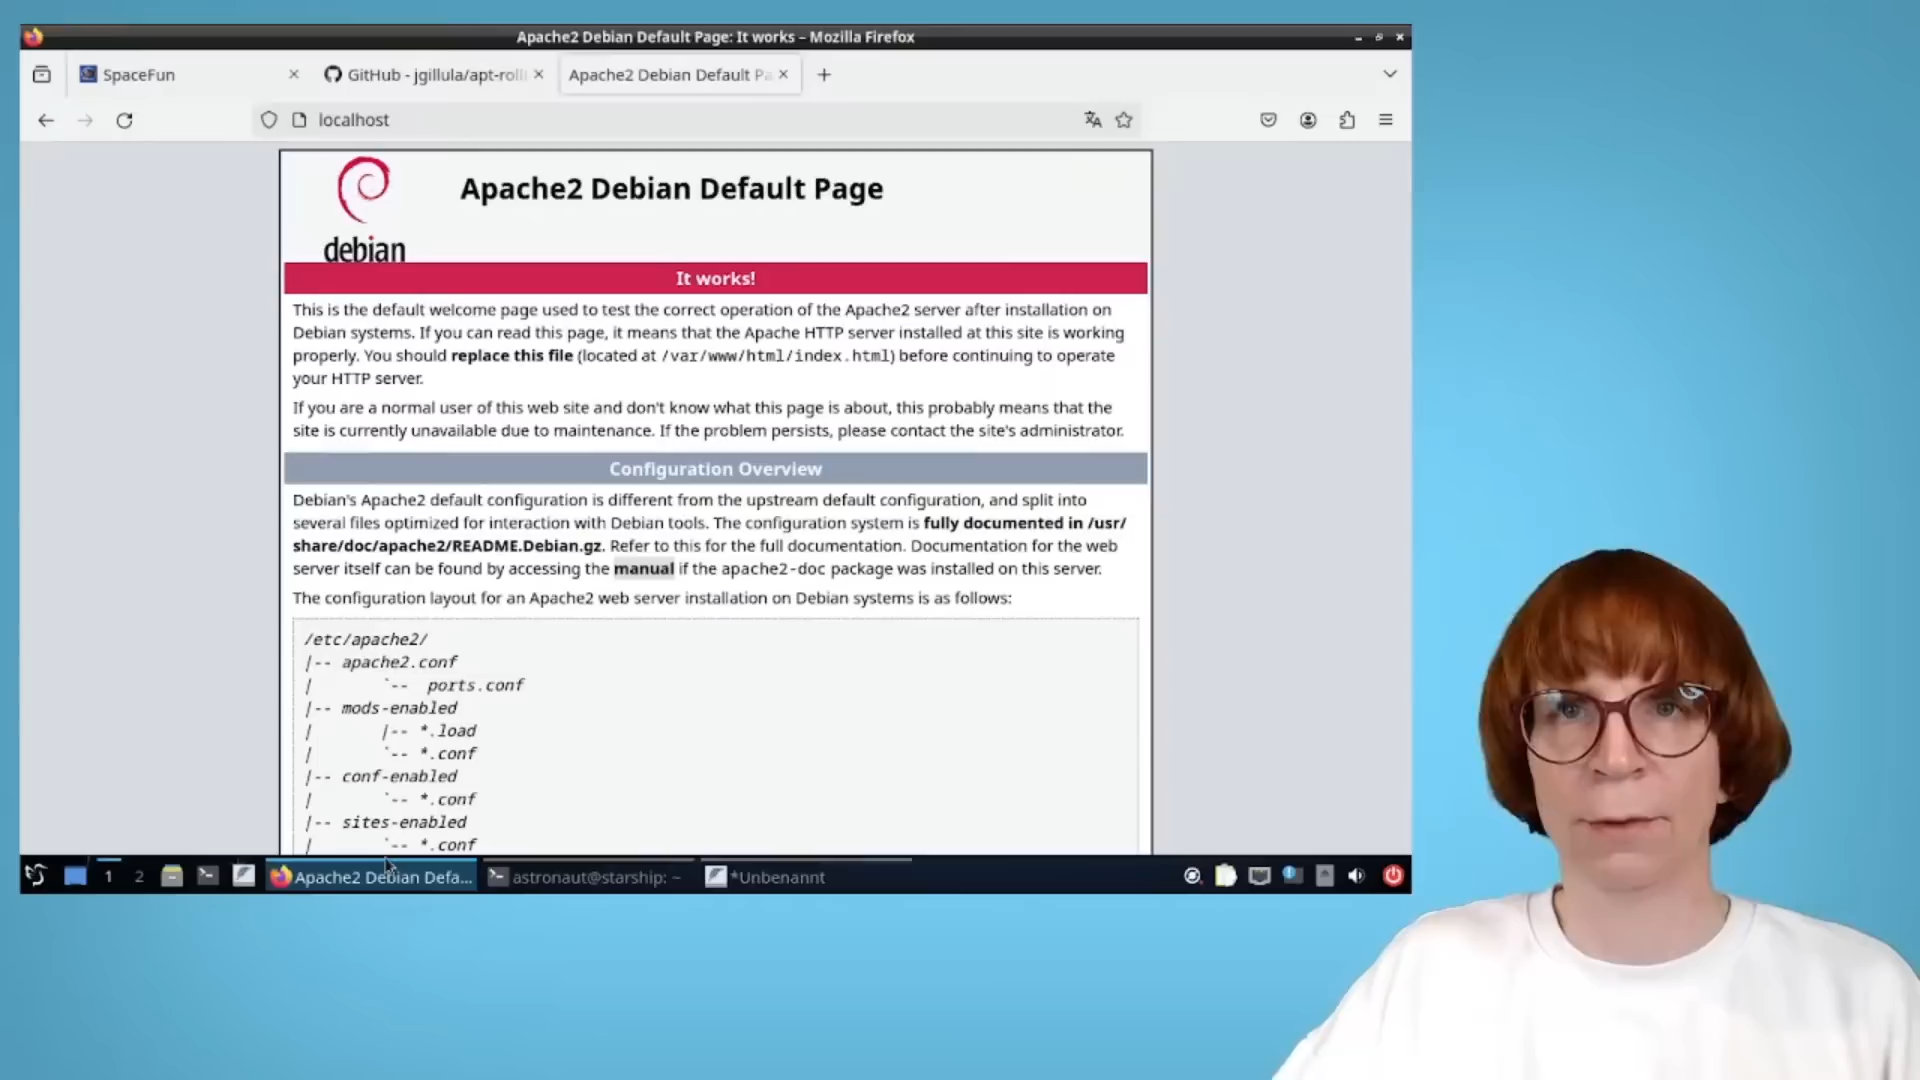 Apache2 Debian Default Page: It works – Mozilla Firefox
SpaceFun
GitHub - jgillula/apt-roll
Apache2 Debian Default Pa
localhost
debian
Apache2 Debian Default Page
It works!
This is the default welcome page used to test the correct operation of the Apache2 server after installation on
Debian systems. If you can read this page, it means that the Apache HTTP server installed at this site is working
properly. You should replace this file (located at /var/www/html/index.html) before continuing to operate
your HTTP server.
If you are a normal user of this web site and don't know what this page is about, this probably means that the
site is currently unavailable due to maintenance. If the problem persists, please contact the site's administrator.
Configuration Overview
Debian's Apache2 default configuration is different from the upstream default configuration, and split into
several files optimized for interaction with Debian tools. The configuration system is fully documented in /usr/
share/doc/apache2/README.Debian.gz. Refer to this for the full documentation. Documentation for the web
server itself can be found by accessing the manual if the apache2-doc package was installed on this server.
The configuration layout for an Apache2 web server installation on Debian systems is as follows:
/etc/apache2/
|-- apache2.conf
|       `--  ports.conf
|-- mods-enabled
|       |-- *.load
|       `-- *.conf
|-- conf-enabled
|       `-- *.conf
|-- sites-enabled
|       `-- *.conf
1
2
Apache2 Debian Defa...
astronaut@starship: ~
*Unbenannt